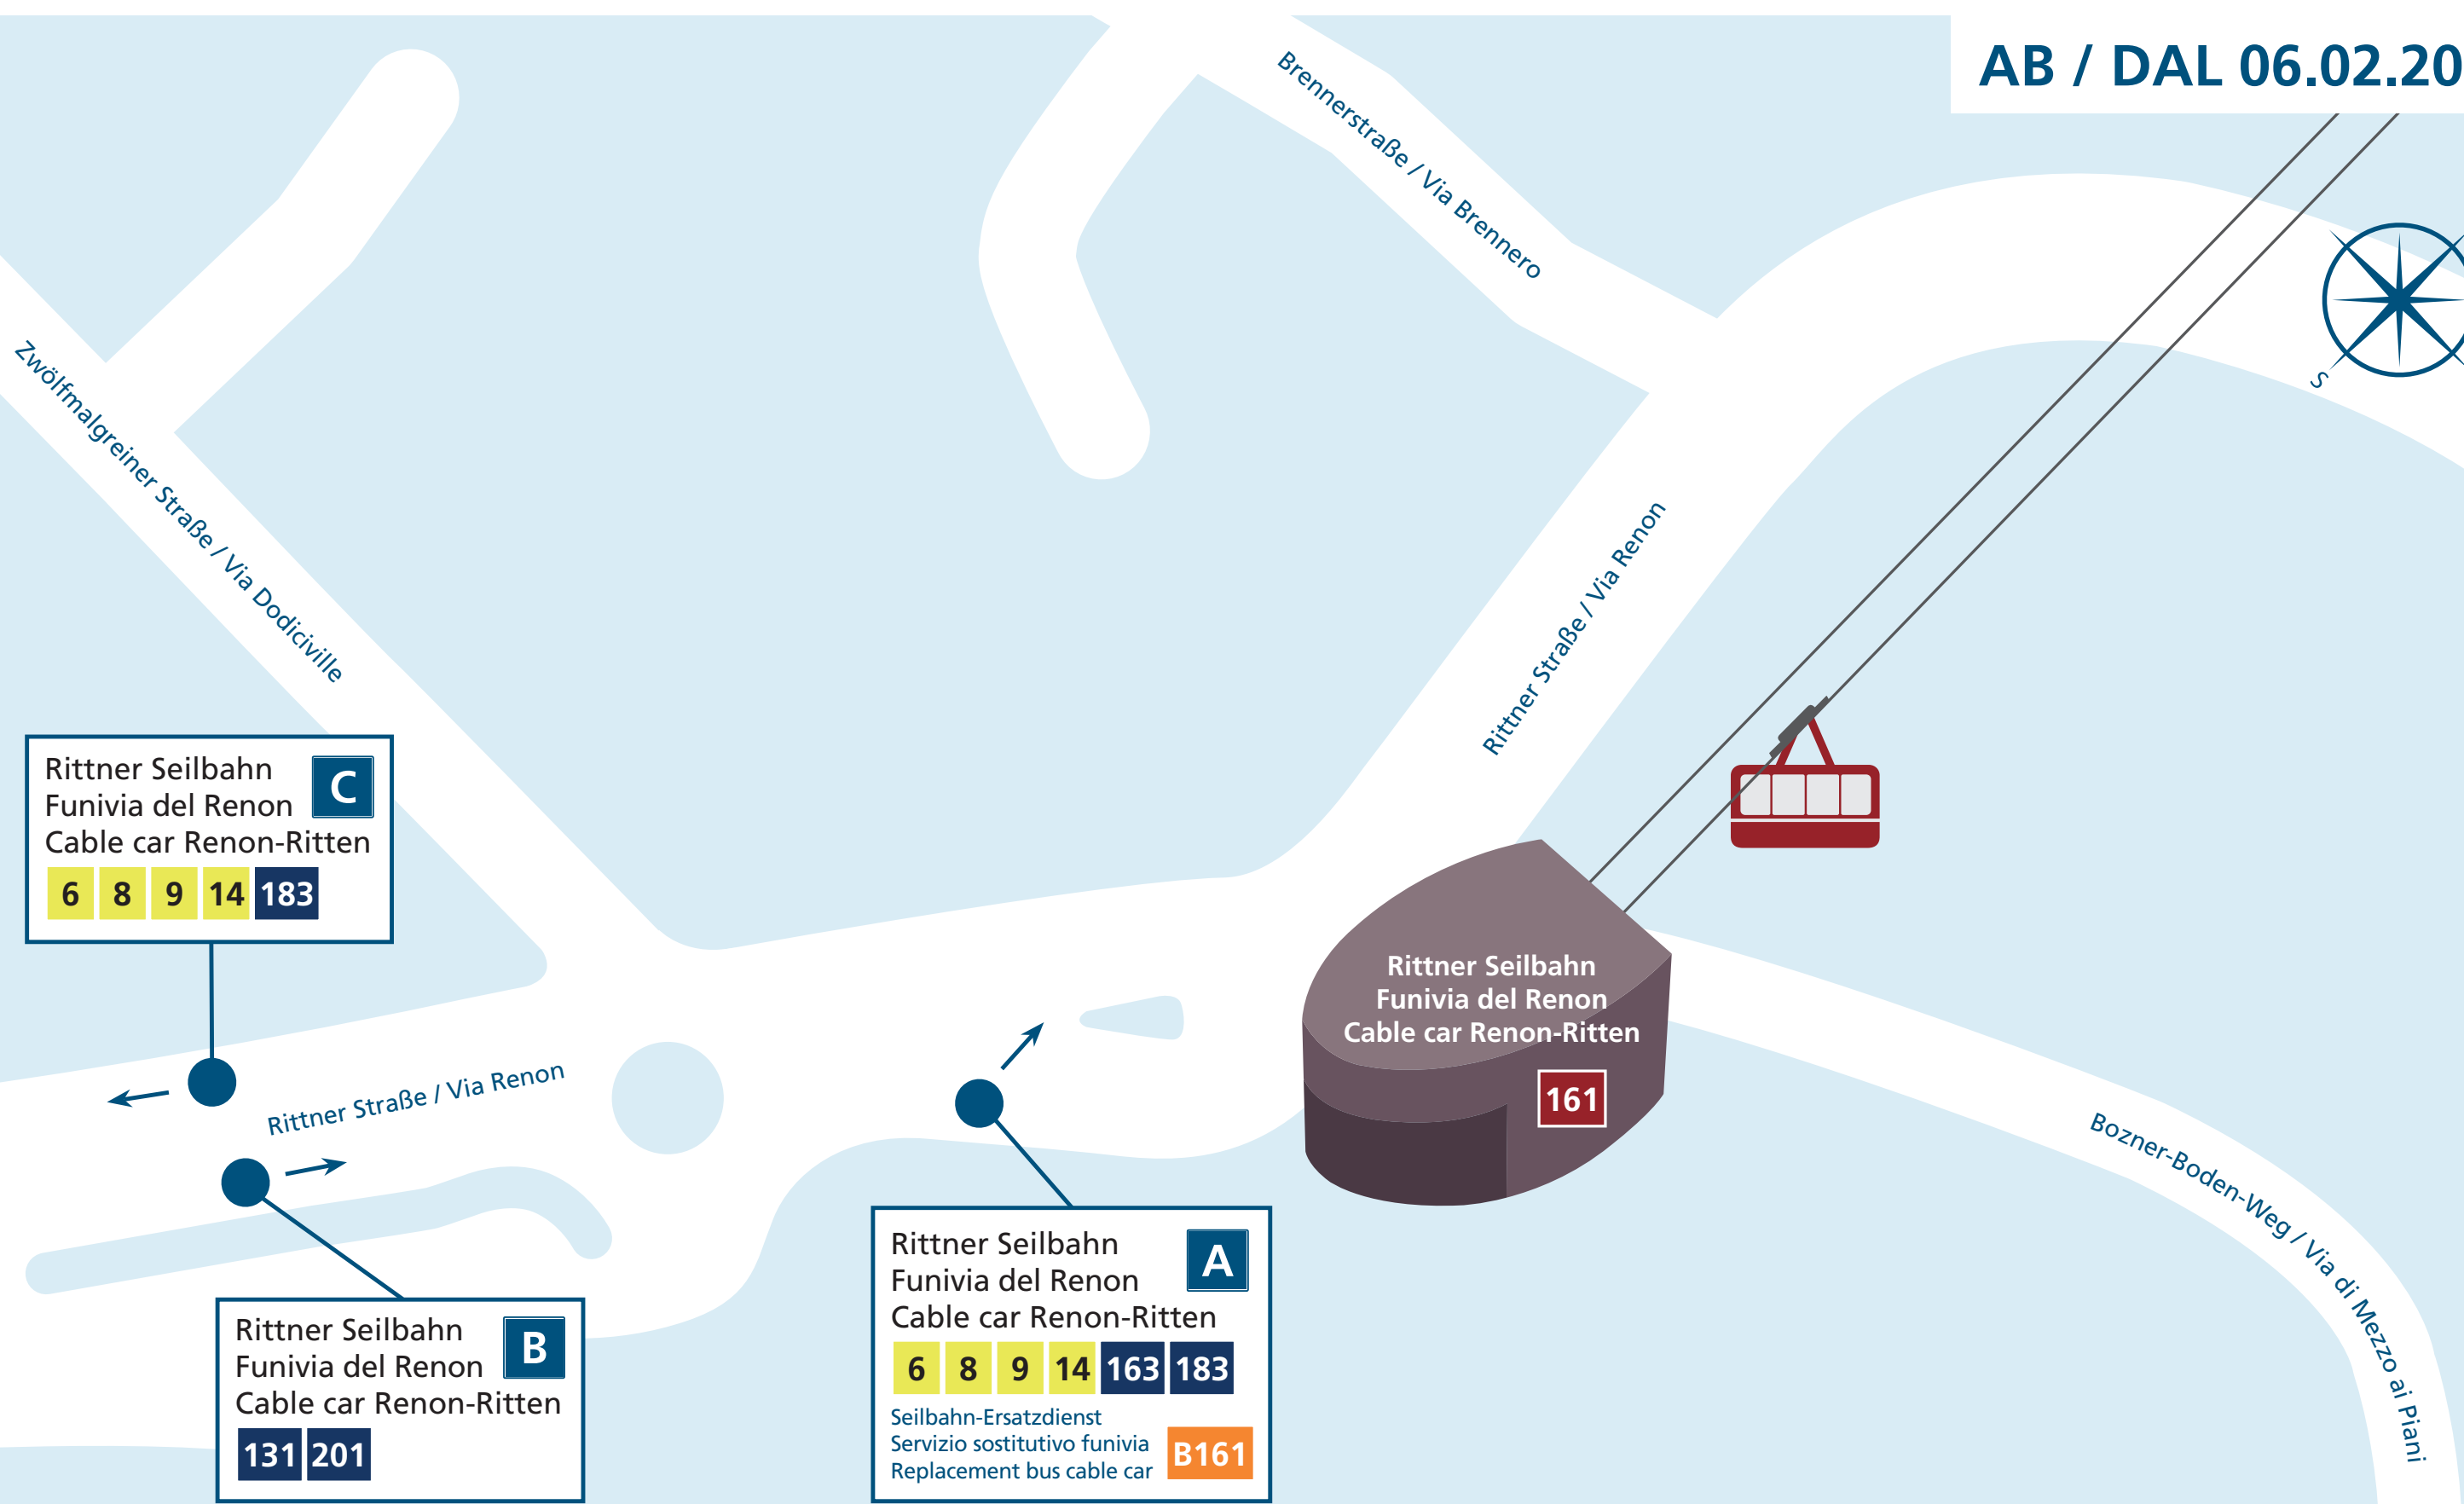 AB / DAL 06.02.20
Brennerstraße / Via Brennero
S
Zwölfmalgreiner Straße / Via Dodiciville
Rittner Straße / Via Renon
Rittner Seilbahn
Funivia del Renon
Cable car Renon-Ritten
C
6 8 9 14 183
Rittner Seilbahn
Funivia del Renon
Cable car Renon-Ritten
161
Rittner Straße / Via Renon
Bozner-Boden-Weg / Via di Mezzo ai Piani
Rittner Seilbahn
Funivia del Renon
Cable car Renon-Ritten
A
6 8 9 14 163 183
Seilbahn-Ersatzdienst
Servizio sostitutivo funivia
Replacement bus cable car
B161
Rittner Seilbahn
Funivia del Renon
Cable car Renon-Ritten
B
131 201